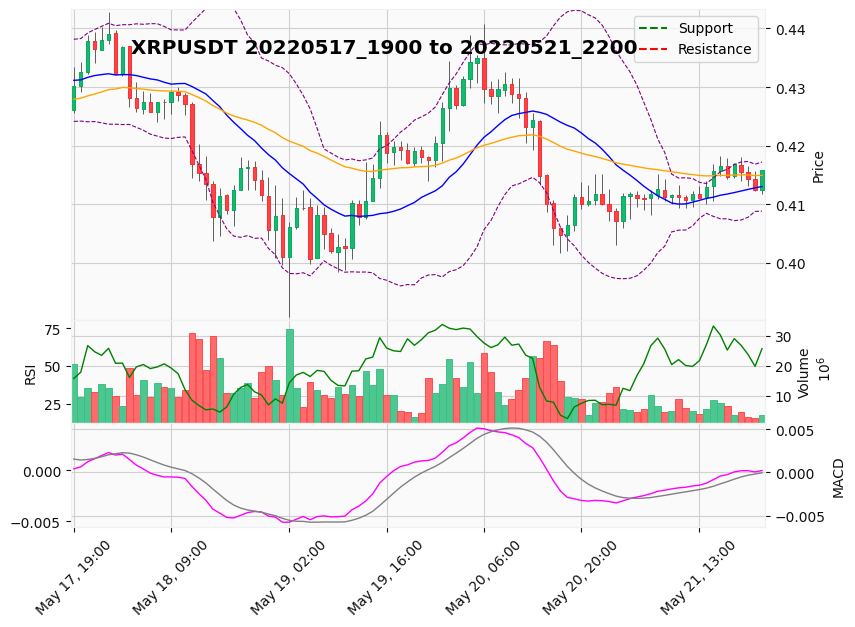 XRPUSDT 20220517_1900 to 20220521_2200
Support
Resistance
0.44
0.43
0.42
0.41
0.40
Price
75
50
25
RSI
30
20
10
Volume
10^6
0.000
−0.005
0.005
0.000
−0.005
MACD
May 17, 19:00
May 18, 09:00
May 19, 02:00
May 19, 16:00
May 20, 06:00
May 20, 20:00
May 21, 13:00